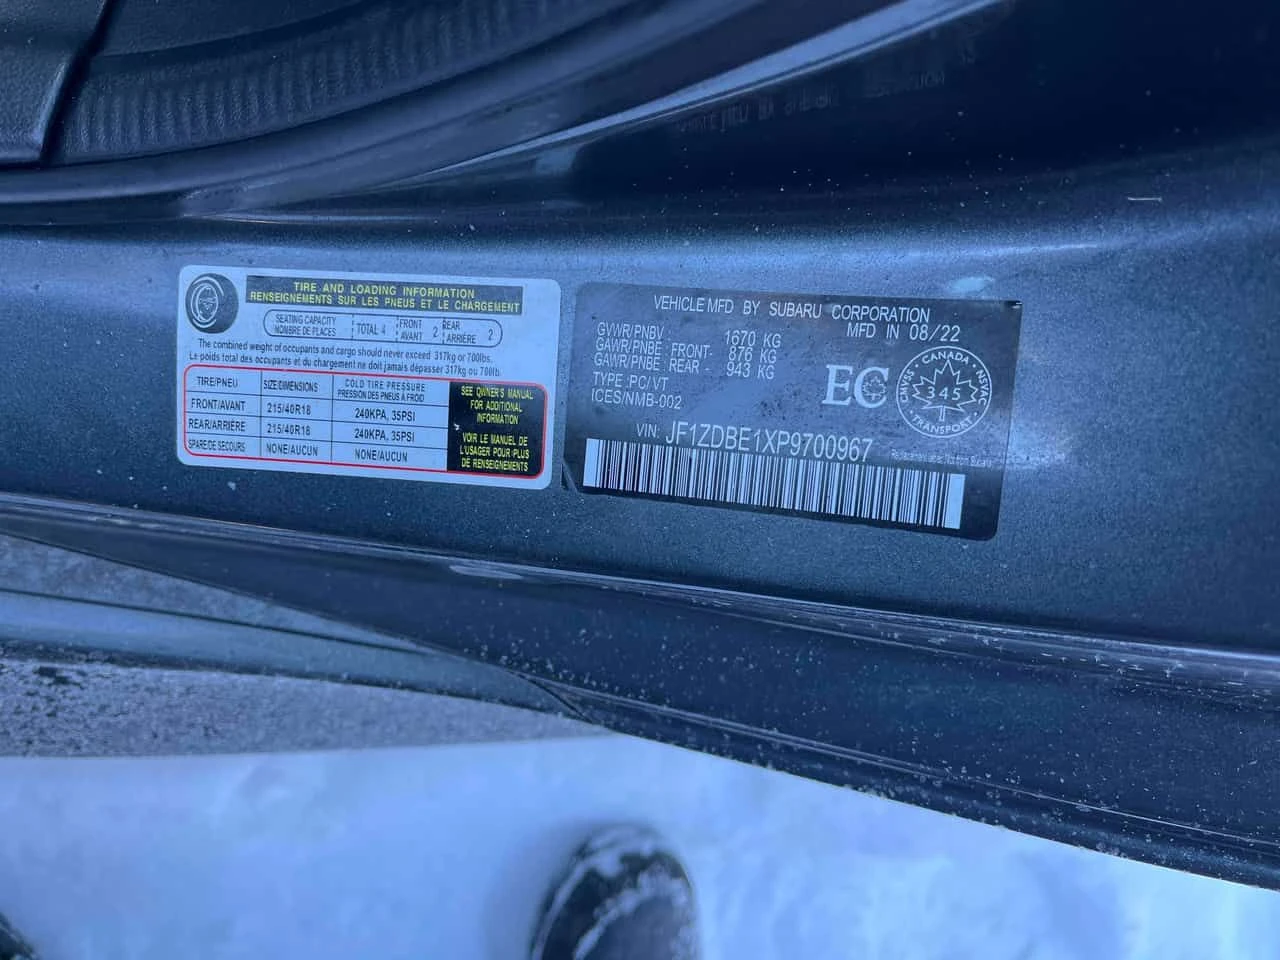 TIRE AND LOADING INFORMATION
RENSEIGNEMENTS SUR LES PNEUS ET LE CHARGEMENT
SEATING CAPACITY TOTAL 4 FRONT 2 REAR 2
NOMBRE DE PLACES AVANT ARRIÈRE
The combined weight of occupants and cargo should never exceed 317kg or 700lbs.
Le poids total des occupants et du chargement ne doit jamais dépasser 317kg ou 700lb.
TIRE/PNEU SIZE/DIMENSIONS COLD TIRE PRESSURE
PRESSION DES PNEUS À FROID
FRONT/AVANT 215/40R18 240KPA, 35PSI
REAR/ARRIÈRE 215/40R18 240KPA, 35PSI
SPARE/DE SECOURS NONE/AUCUN NONE/AUCUN
SEE OWNER'S MANUAL
FOR ADDITIONAL
INFORMATION
VOIR LE MANUEL DE
L'USAGER POUR PLUS
DE RENSEIGNEMENTS
VEHICLE MFD BY SUBARU CORPORATION
MFD IN 08/22
GVWR/PNBV 1670 KG
GAWR/PNBE FRONT- 876 KG
GAWR/PNBE REAR - 943 KG
TYPE :PC/VT
ICES/NMB-002
EC
CANADA
CMVSS
NSVAC
345
TRANSPORT
VIN: JF1ZDBE1XP9700967